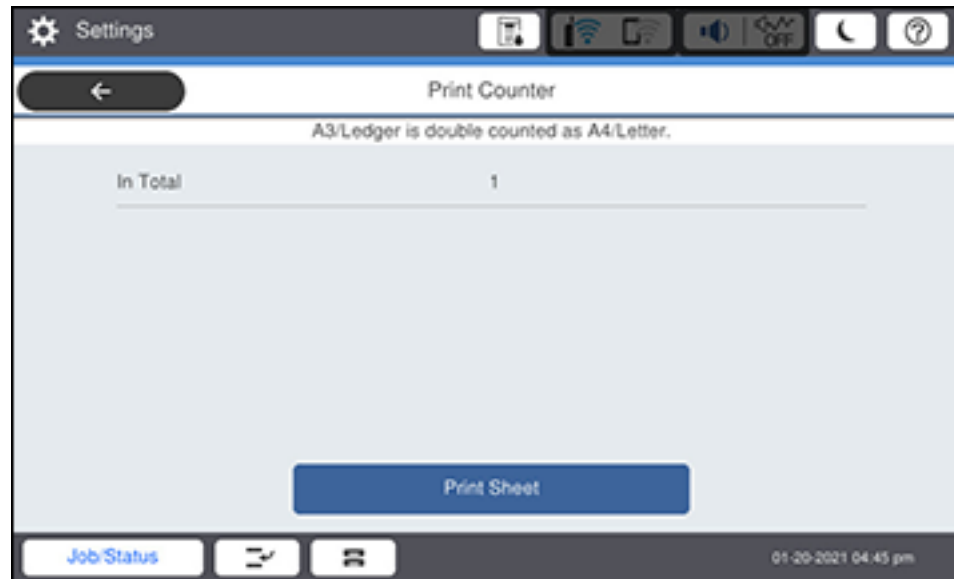 Settings
OFF
Print Counter
A3/Ledger is double counted as A4/Letter.
In Total 1
Print Sheet
Job/Status
01-20-2021 04:45 pm